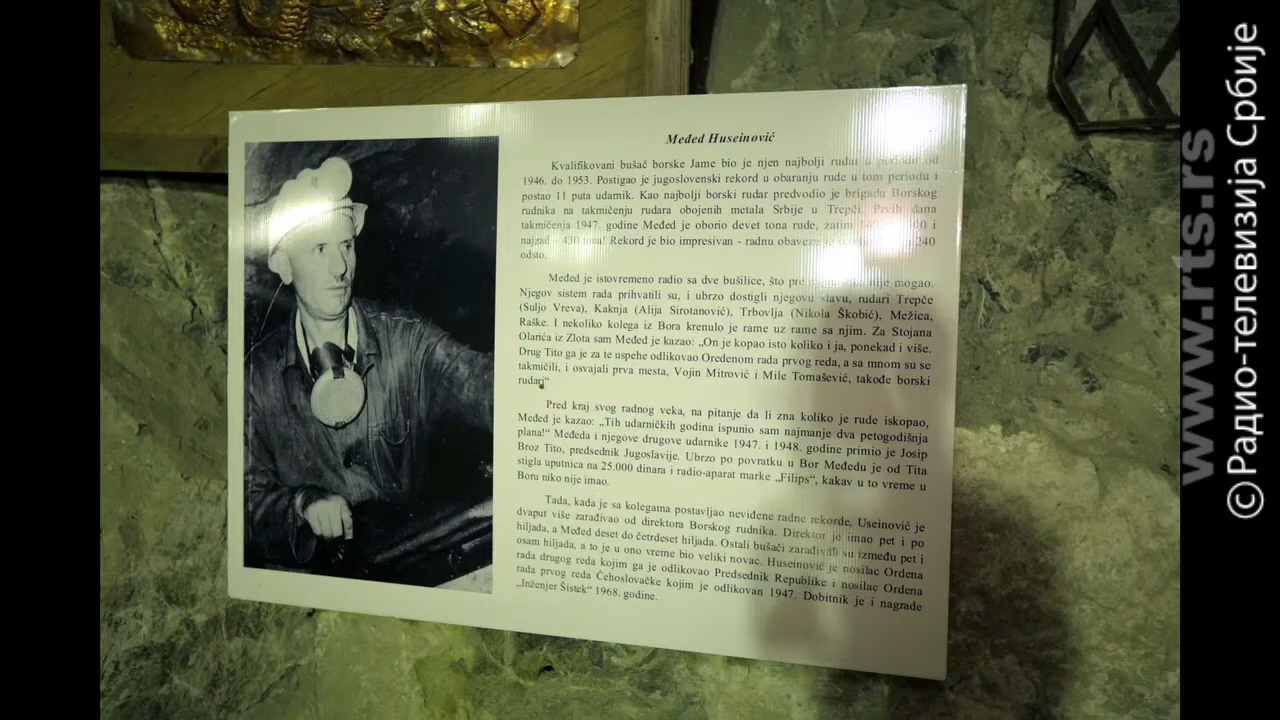 Međed Huseinović
Kvalifikovani bušač borske Jame bio je njen najbolji rudar u periodu od
1946. do 1953. Postigao je jugoslovenski rekord u obaranju rude u tom periodu i
postao 11 puta udarnik. Kao najbolji borski rudar predvodio je brigadu Borskog
rudnika na takmičenju rudara obojenih metala Srbije u Trepči. Prvih dana
takmičenja 1947. godine Međed je oborio devet tona rude, zatim i
najzad – 430 tona! Rekord je bio impresivan - radnu obavezu 240
odsto.
Međed je istovremeno radio sa dve bušilice, što pre nije mogao.
Njegov sistem rada prihvatili su, i ubrzo dostigli njegovu slavu, rudari Trepče
(Suljo Vreva), Kaknja (Alija Sirotanović), Trbovlja (Nikola Škobić), Mežica,
Raške. I nekoliko kolega iz Bora krenulo je rame uz rame sa njim. Za Stojana
Olarića iz Zlota sam Međed je kazao: „On je kopao isto koliko i ja, ponekad i više.
Drug Tito ga je za te uspehe odlikovao Oredenom rada prvog reda, a sa mnom su se
takmičili, i osvajali prva mesta, Vojin Mitrović i Mile Tomašević, takođe borski
rudari“
Pred kraj svog radnog veka, na pitanje da li zna koliko je rude iskopao,
Međed je kazao: „Tih udarničkih godina ispunio sam najmanje dva petogodišnja
plana!“ Međeda i njegove drugove udarnike 1947. i 1948. godine primio je Josip
Broz Tito, predsednik Jugoslavije. Ubrzo po povratku u Bor Međedu je od Tita
stigla uputnica na 25.000 dinara i radio-aparat marke „Filips“, kakav u to vreme u
Boru niko nije imao.
Tada, kada je sa kolegama postavljao neviđene radne rekorde, Useinović je
dvaput više zarađivao od direktora Borskog rudnika. Direktor je imao pet i po
hiljada, a Međed deset do četrdeset hiljada. Ostali bušači zarađivali su između pet i
osam hiljada, a to je u ono vreme bio veliki novac. Huseinović je nosilac Ordena
rada drugog reda kojim ga je odlikovao Predsednik Republike i nosilac Ordena
rada prvog reda Čehoslovačke kojim je odlikovan 1947. Dobitnik je i nagrade
„Inženjer Šistek“ 1968. godine.
www.rts.rs
© Радио-телевизија Србије